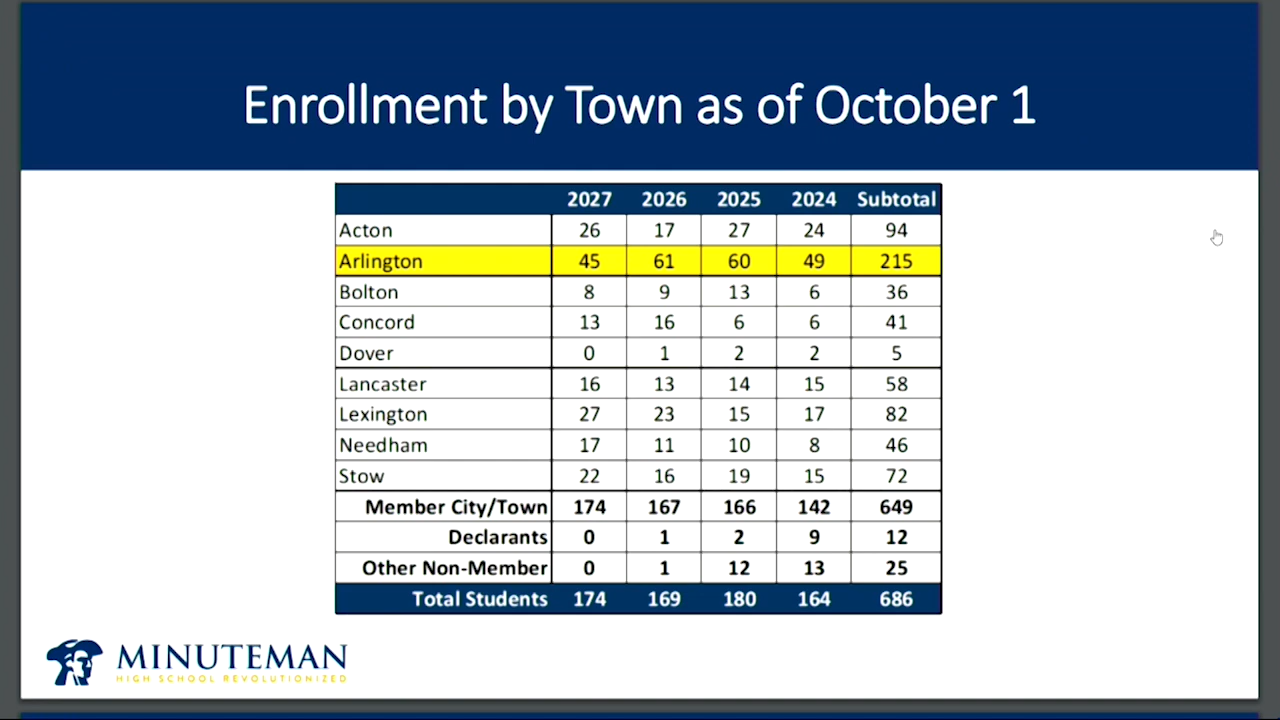 Enrollment by Town as of October 1
2027 2026 2025 2024 Subtotal
Acton 26 17 27 24 94
Arlington 45 61 60 49 215
Bolton 8 9 13 6 36
Concord 13 16 6 6 41
Dover 0 1 2 2 5
Lancaster 16 13 14 15 58
Lexington 27 23 15 17 82
Needham 17 11 10 8 46
Stow 22 16 19 15 72
Member City/Town 174 167 166 142 649
Declarants 0 1 2 9 12
Other Non-Member 0 1 12 13 25
Total Students 174 169 180 164 686
MINUTEMAN
HIGH SCHOOL REVOLUTIONIZED